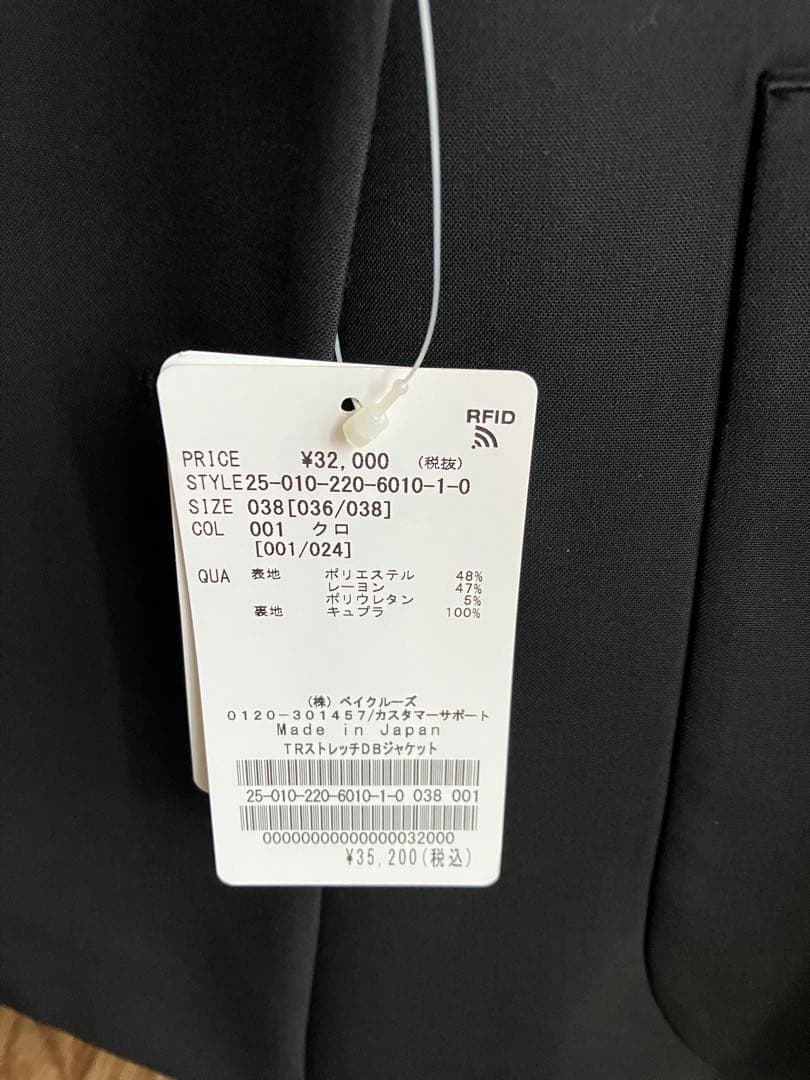 RFID
PRICE ¥32,000 (税抜)
STYLE25-010-220-6010-1-0
SIZE 038[036/038]
COL 001 クロ
[001/024]
QUA 表地 ポリエステル 48%
レーヨン 47%
ポリウレタン 5%
裏地 キュプラ 100%
(株) ベイクルーズ
0120-301457/カスタマーサポート
Made in Japan
TRストレッチDBジャケット
25-010-220-6010-1-0 038 001
00000000000000032000
¥35,200(税込)